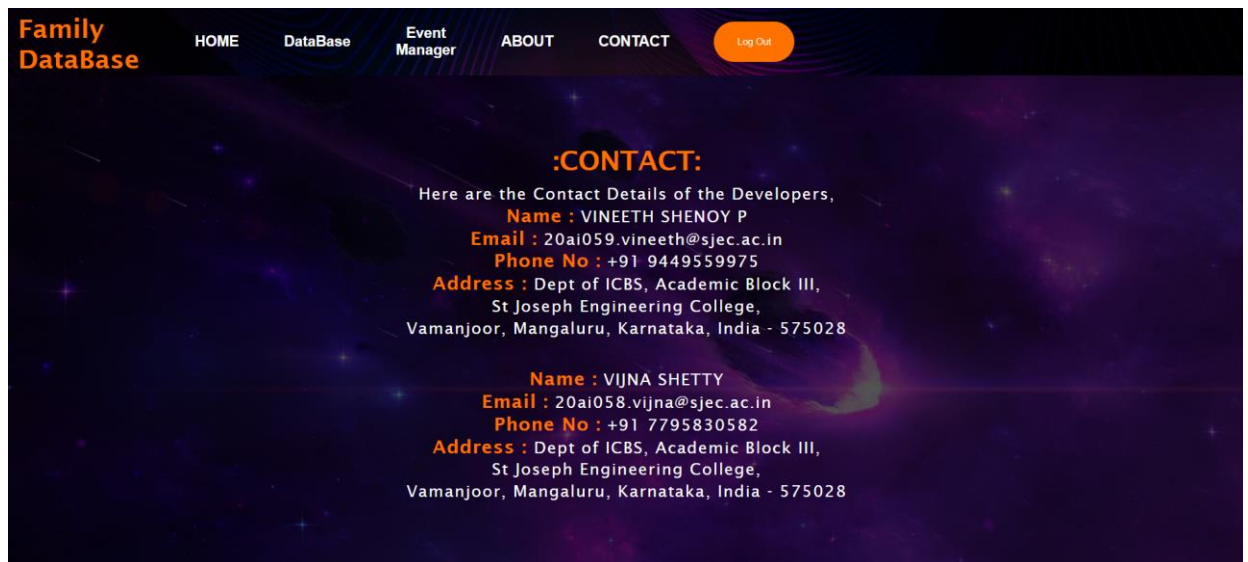 Family
DataBase
HOME
DataBase
Event
Manager
ABOUT
CONTACT
Log Out
:CONTACT:
Here are the Contact Details of the Developers,
Name : VINEETH SHENOY P
Email : 20ai059.vineeth@sjec.ac.in
Phone No : +91 9449559975
Address : Dept of ICBS, Academic Block III,
St Joseph Engineering College,
Vamanjoor, Mangaluru, Karnataka, India - 575028
Name : VIJNA SHETTY
Email : 20ai058.vijna@sjec.ac.in
Phone No : +91 7795830582
Address : Dept of ICBS, Academic Block III,
St Joseph Engineering College,
Vamanjoor, Mangaluru, Karnataka, India - 575028